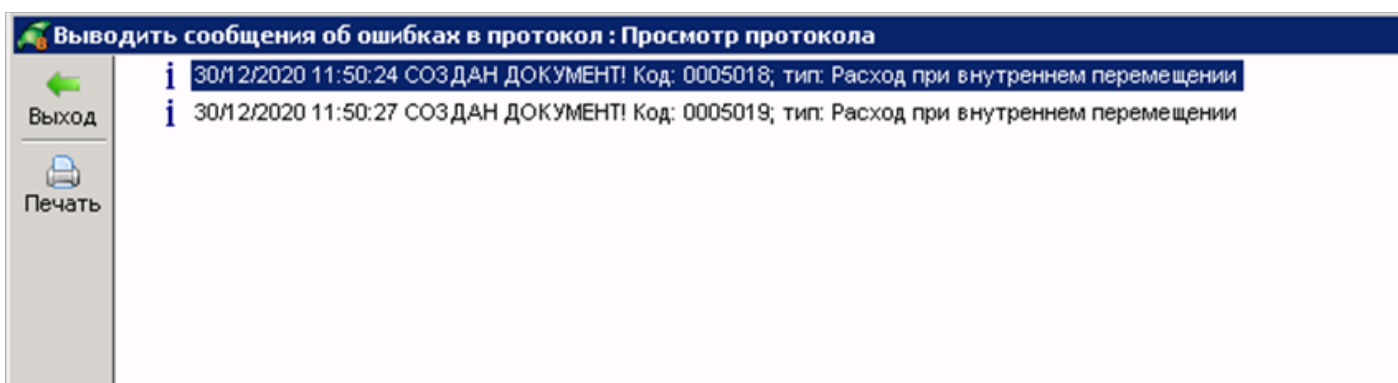 Выводить сообщения об ошибках в протокол : Просмотр протокола
Выход
Печать
i 30/12/2020 11:50:24 СОЗДАН ДОКУМЕНТ! Код: 0005018; тип: Расход при внутреннем перемещении
i 30/12/2020 11:50:27 СОЗДАН ДОКУМЕНТ! Код: 0005019; тип: Расход при внутреннем перемещении